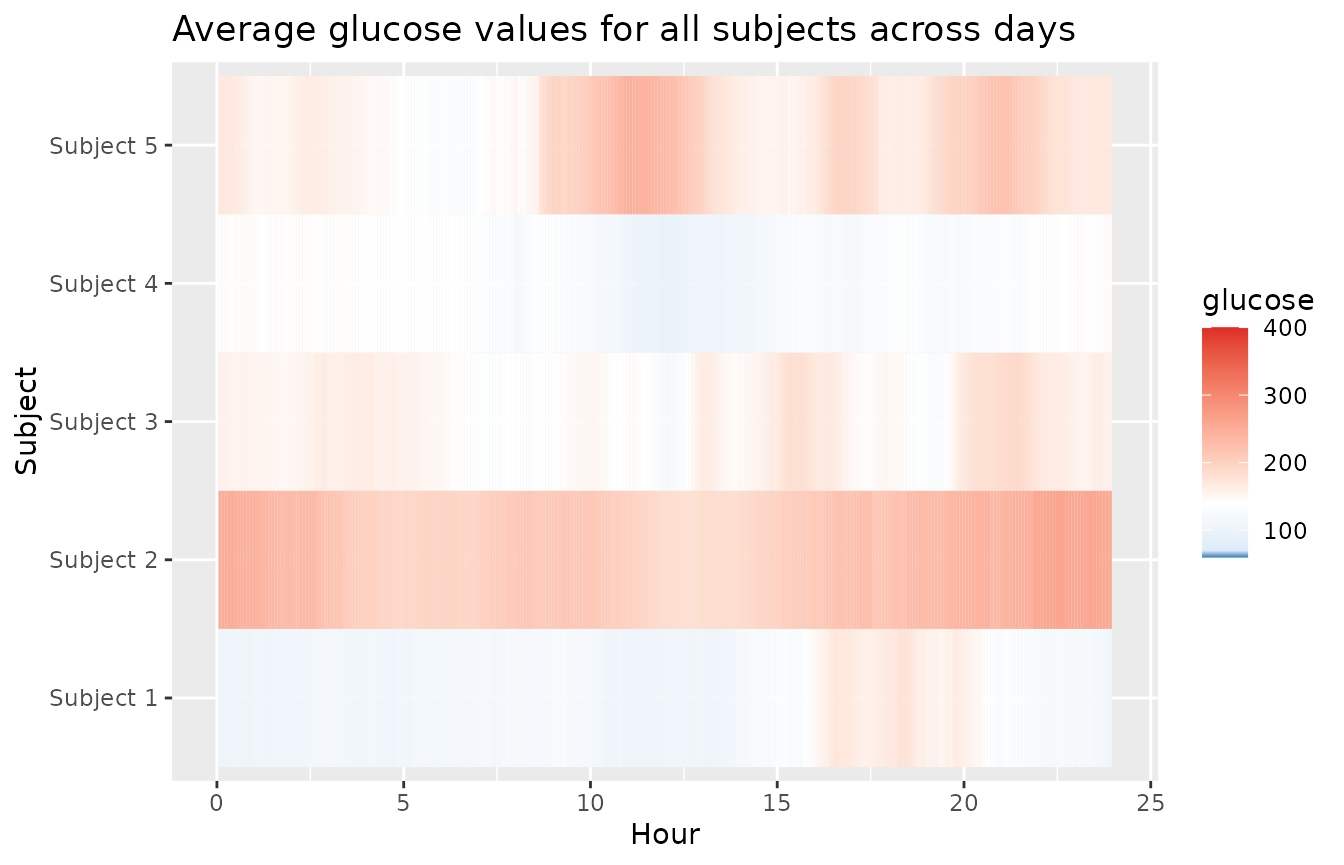 Average glucose values for all subjects across days
Subject
Subject 5
Subject 4
Subject 3
Subject 2
Subject 1
0 5 10 15 20 25
Hour
glucose
400
300
200
100